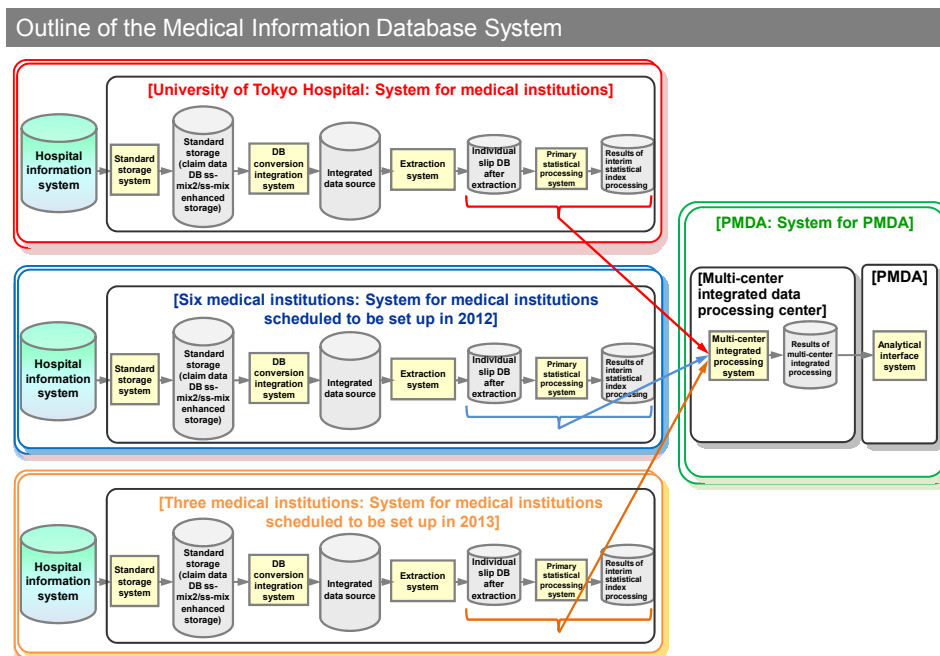 Outline of the Medical Information Database System
[University of Tokyo Hospital: System for medical institutions]
Hospital
information
system
Standard
storage
system
Standard
storage
(claim data
DB ss-
mix2/ss-mix
enhanced
storage)
DB
conversion
integration
system
Integrated
data source
Extraction
system
Individual
slip DB
after
extraction
Primary
statistical
processing
system
Results of
interim
statistical
index
processing
[Six medical institutions: System for medical institutions
scheduled to be set up in 2012]
Hospital
information
system
Standard
storage
system
Standard
storage
(claim data
DB ss-
mix2/ss-mix
enhanced
storage)
DB
conversion
integration
system
Integrated
data source
Extraction
system
Individual
slip DB
after
extraction
Primary
statistical
processing
system
Results of
interim
statistical
index
processing
[Three medical institutions: System for medical institutions
scheduled to be set up in 2013]
Hospital
information
system
Standard
storage
system
Standard
storage
(claim data
DB ss-
mix2/ss-mix
enhanced
storage)
DB
conversion
integration
system
Integrated
data source
Extraction
system
Individual
slip DB
after
extraction
Primary
statistical
processing
system
Results of
interim
statistical
index
processing
[PMDA: System for PMDA]
[Multi-center
integrated data
processing center]
Multi-center
integrated
processing
system
Results of
multi-center
integrated
processing
[PMDA]
Analytical
interface
system